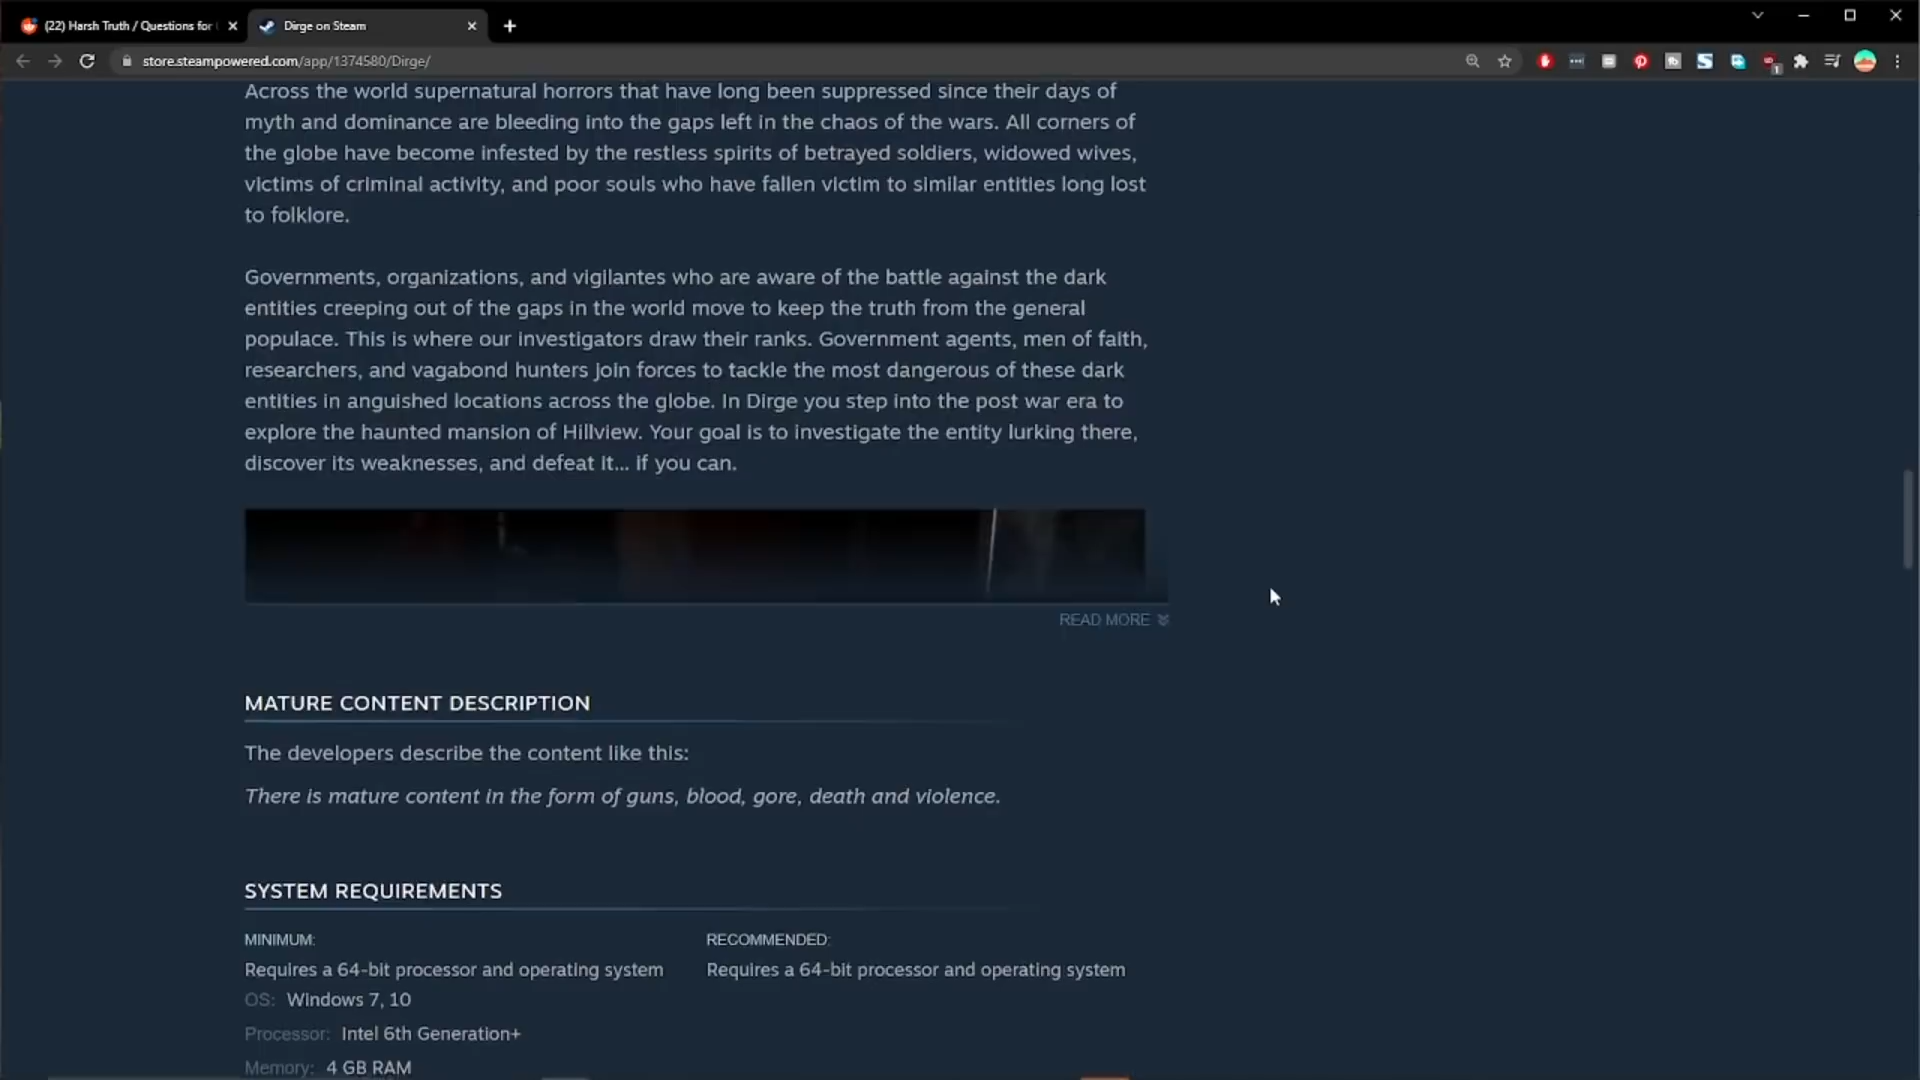 (22) Harsh Truth / Questions for
Dirge on Steam
store.steampowered.com/app/1374580/Dirge/
Across the world supernatural horrors that have long been suppressed since their days of
myth and dominance are bleeding into the gaps left in the chaos of the wars. All corners of
the globe have become infested by the restless spirits of betrayed soldiers, widowed wives,
victims of criminal activity, and poor souls who have fallen victim to similar entities long lost
to folklore.
Governments, organizations, and vigilantes who are aware of the battle against the dark
entities creeping out of the gaps in the world move to keep the truth from the general
populace. This is where our investigators draw their ranks. Government agents, men of faith,
researchers, and vagabond hunters join forces to tackle the most dangerous of these dark
entities in anguished locations across the globe. In Dirge you step into the post war era to
explore the haunted mansion of Hillview. Your goal is to investigate the entity lurking there,
discover its weaknesses, and defeat it... if you can.
READ MORE
MATURE CONTENT DESCRIPTION
The developers describe the content like this:
There is mature content in the form of guns, blood, gore, death and violence.
SYSTEM REQUIREMENTS
MINIMUM:
Requires a 64-bit processor and operating system
OS: Windows 7, 10
Processor: Intel 6th Generation+
Memory: 4 GB RAM
RECOMMENDED:
Requires a 64-bit processor and operating system